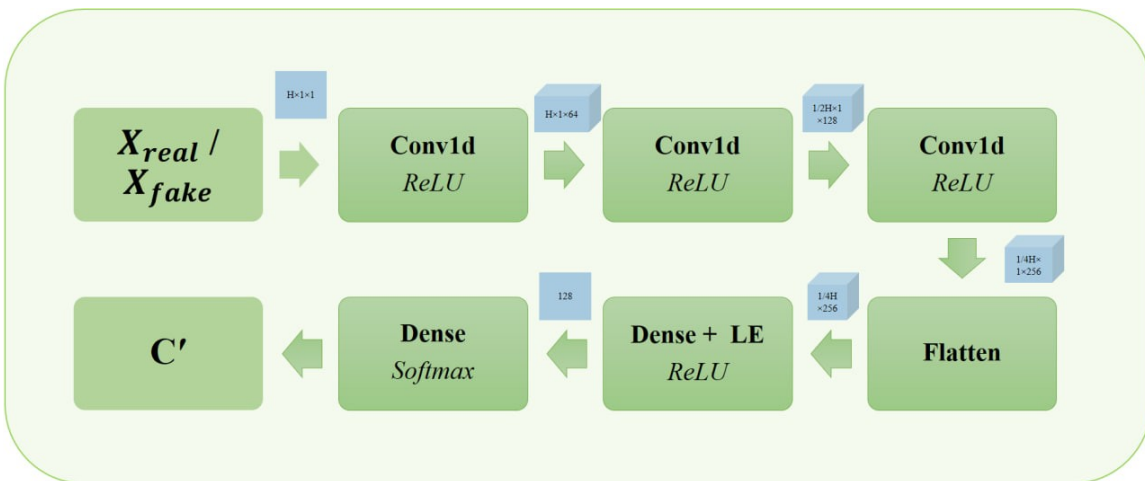 X_real /
X_fake
H×1×1
Conv1d
ReLU
H×1×64
Conv1d
ReLU
1/2H×1
×128
Conv1d
ReLU
1/4H×
1×256
Flatten
1/4H
×256
Dense + LE
ReLU
128
Dense
Softmax
C′